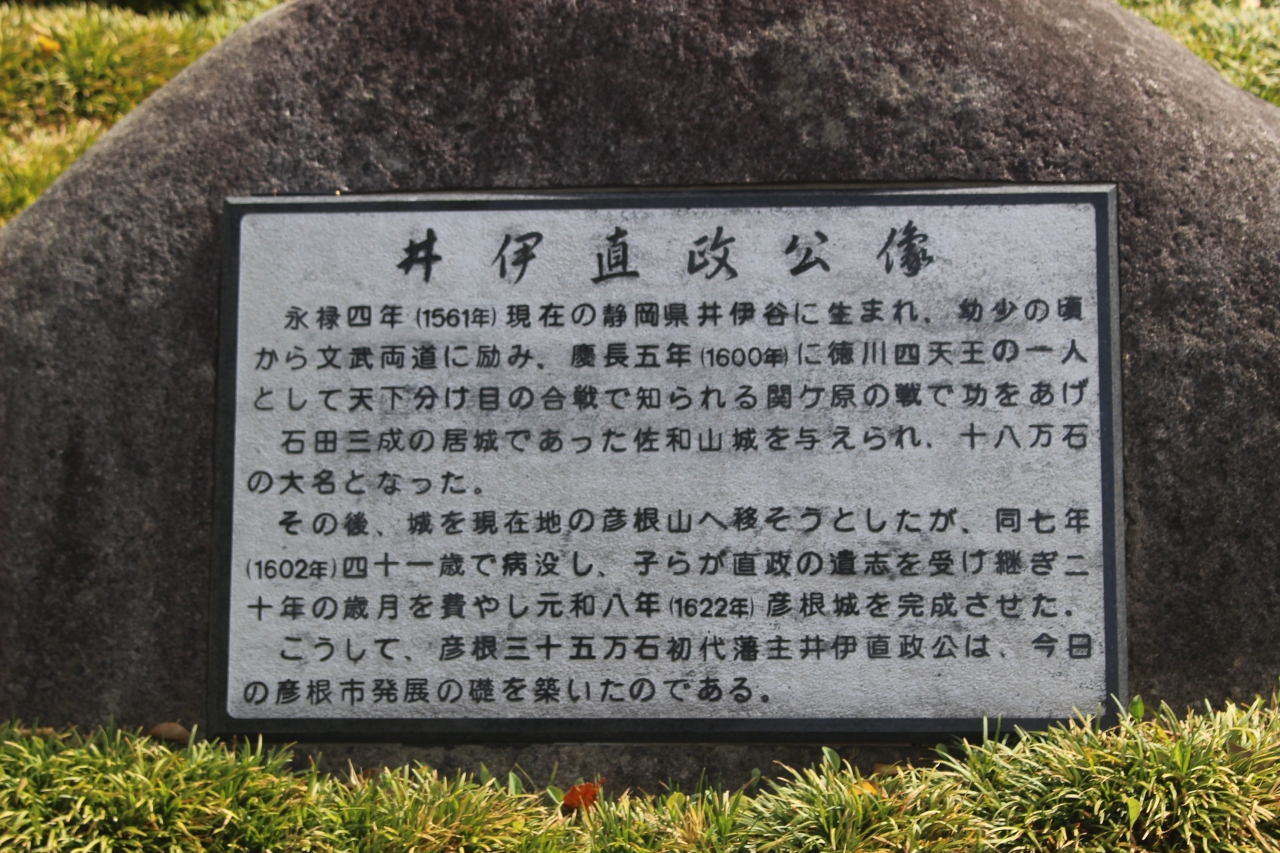 井伊直政公像
永禄四年(1561年)現在の静岡県井伊谷に生まれ、幼少の頃
から文武両道に励み、慶長五年(1600年)に徳川四天王の一人
として天下分け目の合戦で知られる関ケ原の戦で功をあげ
石田三成の居城であった佐和山城を与えられ、十八万石
の大名となった。
その後、城を現在地の彦根山へ移そうとしたが、同七年
(1602年)四十一歳で病没し、子らが直政の遺志を受け継ぎ二
十年の歳月を費やし元和八年(1622年)彦根城を完成させた。
こうして、彦根三十五万石初代藩主井伊直政公は、今日
の彦根市発展の礎を築いたのである。